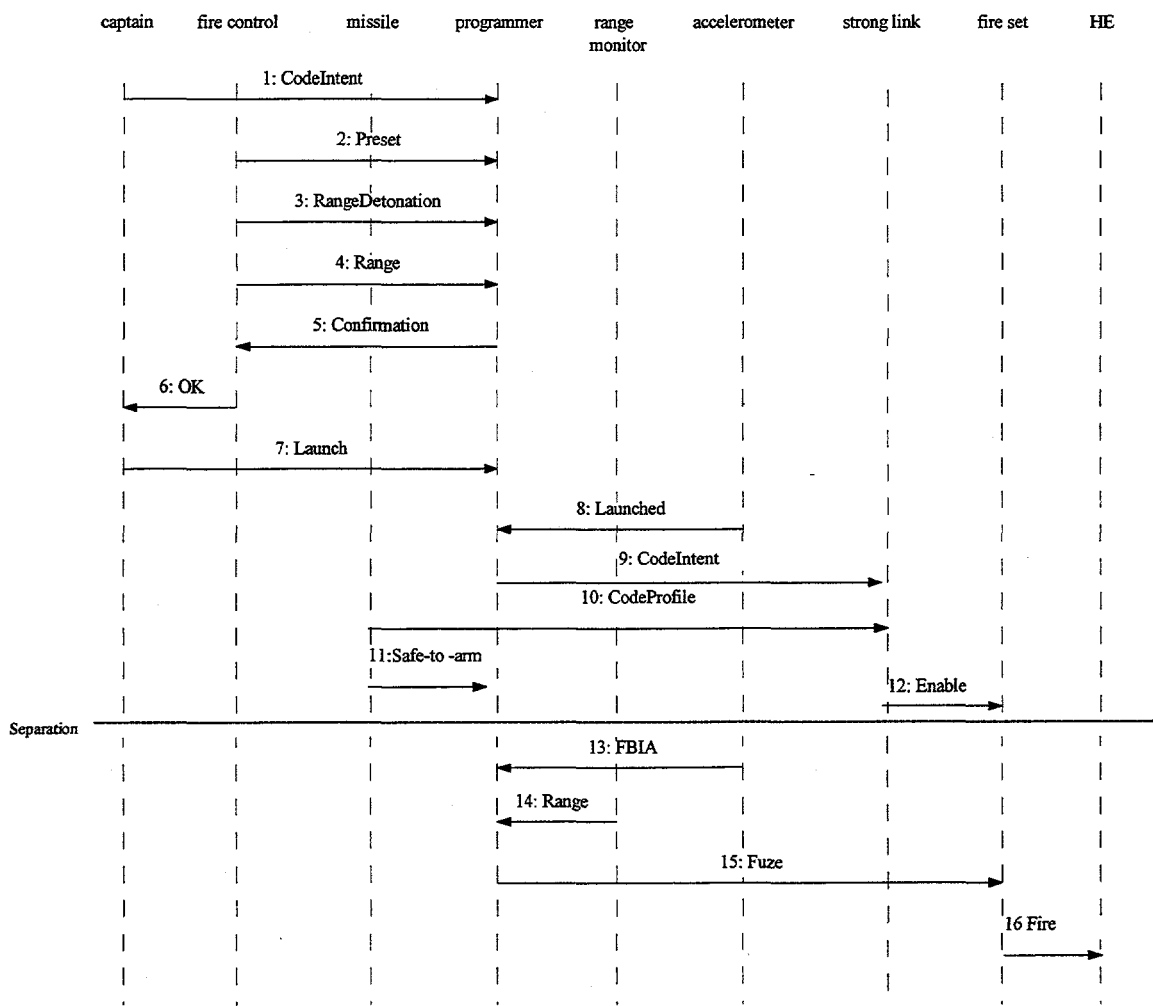 captain fire control missile programmer range accelerometer strong link fire set HE
monitor
1: CodeIntent
2: Preset
3: RangeDetonation
4: Range
5: Confirmation
6: OK
7: Launch
8: Launched
9: CodeIntent
10: CodeProfile
11:Safe-to -arm
12: Enable
Separation
13: FBIA
14: Range
15: Fuze
16 Fire